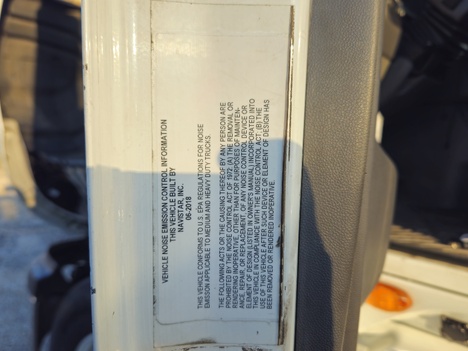 VEHICLE NOISE EMISSION CONTROL INFORMATION
THIS VEHICLE BUILT BY
NAVISTAR, INC.
06-2018
THIS VEHICLE CONFORMS TO U.S. EPA REGULATIONS FOR NOISE
EMISSION APPLICABLE TO MEDIUM AND HEAVY DUTY TRUCKS.
THE FOLLOWING ACTS OR THE CAUSING THEREOF BY ANY PERSON ARE
PROHIBITED BY THE NOISE CONTROL ACT OF 1972 (A) THE REMOVAL OR
RENDERING INOPERATIVE, OTHER THAN FOR PURPOSES OF MAINTEN-
ANCE, REPAIR, OR REPLACEMENT, OF ANY NOISE CONTROL DEVICE OR
ELEMENT OF DESIGN (LISTED IN OWNER'S MANUAL) INCORPORATED INTO
THIS VEHICLE IN COMPLIANCE WITH THE NOISE CONTROL ACT, (B) THE
USE OF THIS VEHICLE AFTER SUCH DEVICE OR ELEMENT OF DESIGN HAS
BEEN REMOVED OR RENDERED INOPERATIVE.